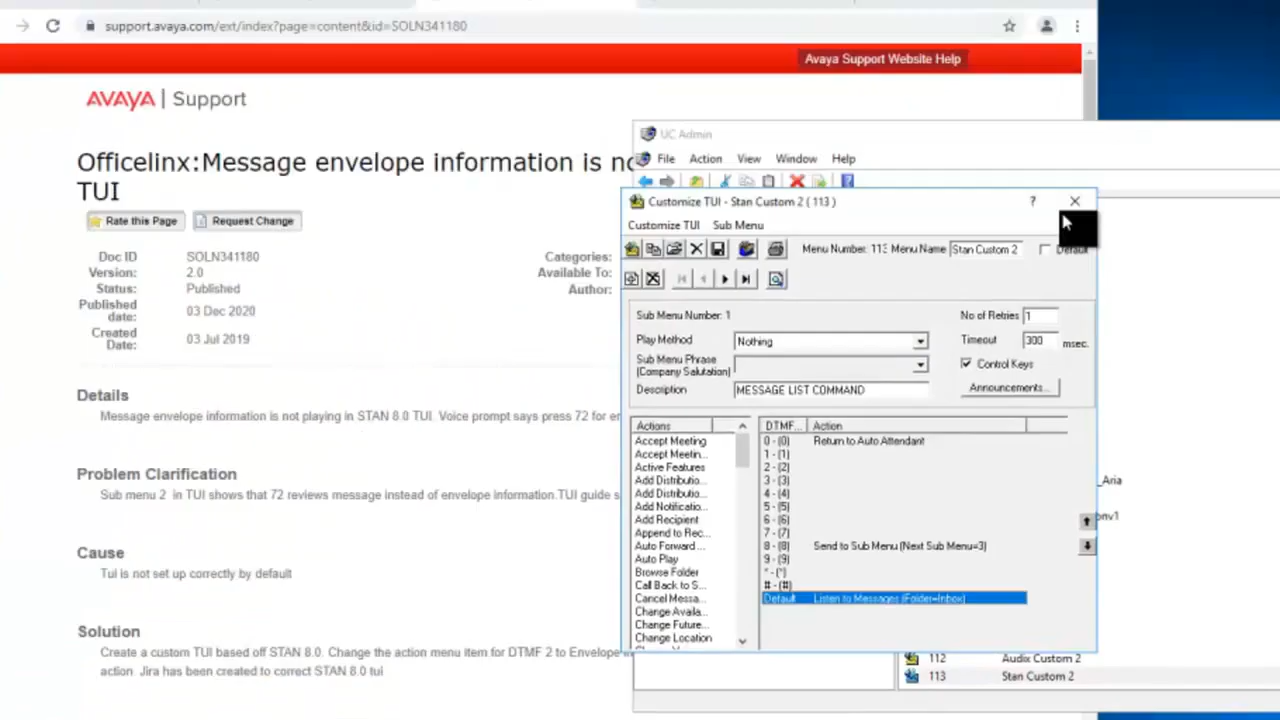 support.avaya.com/ext/index?page=content&id=SOLN341180
Avaya Support Website Help
AVAYA | Support
Officelinx:Message envelope information is no
TUI
Rate this Page
Request Change
Doc ID SOLN341180
Version: 2.0
Status: Published
Published date: 03 Dec 2020
Created Date: 03 Jul 2019
Categories:
Available To:
Author:
Details
Message envelope information is not playing in STAN 8.0 TUI. Voice prompt says press 72 for en
Problem Clarification
Sub menu 2 in TUI shows that 72 reviews message instead of envelope information.TUI guide s
Cause
Tui is not set up correctly by default
Solution
Create a custom TUI based off STAN 8.0. Change the action menu item for DTMF 2 to Envelope
action Jira has been created to correct STAN 8.0 tui
UC Admin
File Action View Window Help
Customize TUI - Stan Custom 2 ( 113 )
?
Customize TUI Sub Menu
Menu Number: 113 Menu Name Stan Custom 2 Default
Sub Menu Number: 1
No of Retries 1
Play Method Nothing
Timeout 300 msec.
Sub Menu Phrase
(Company Salutation)
Control Keys
Description MESSAGE LIST COMMAND
Announcements...
Actions
Accept Meeting
Accept Meetin...
Active Features
Add Distributio...
Add Distributio...
Add Notificatio...
Add Recipient
Append to Rec...
Auto Forward ...
Auto Play
Browse Folder
Call Back to S...
Cancel Messa...
Change Availa...
Change Future...
Change Location
DTMF... Action
0 - (0) Return to Auto Attendant
1 - (1)
2 - (2)
3 - (3)
4 - (4)
5 - (5)
6 - (6)
7 - (7)
8 - (8) Send to Sub Menu (Next Sub Menu=3)
9 - (9)
* - (*)
# - (#)
Default Listen to Messages (Folder=Inbox)
_Aria
onv1
112 Audix Custom 2
113 Stan Custom 2